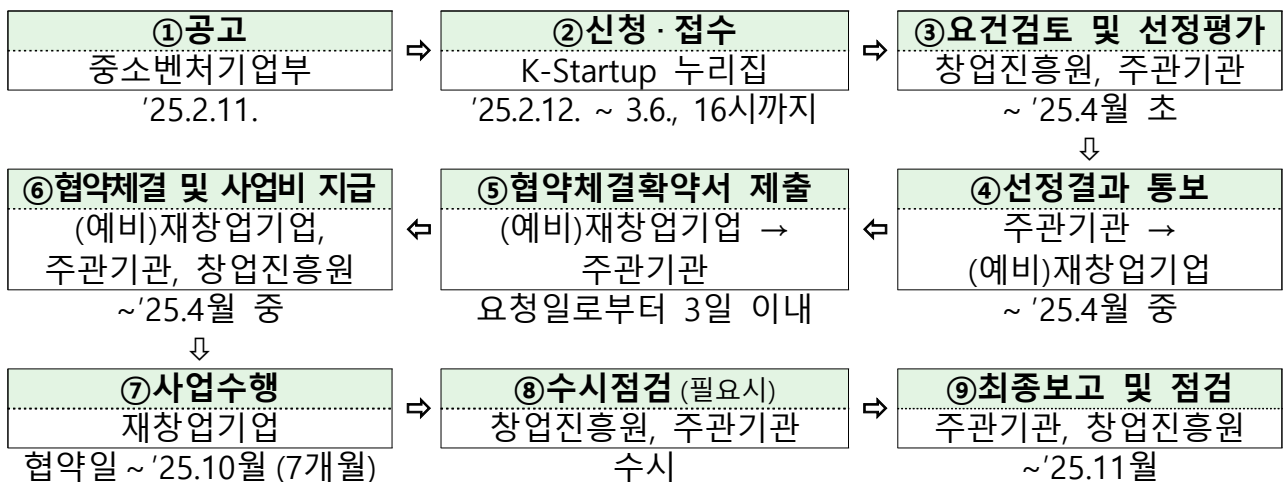 ①공고
중소벤처기업부
'25.2.11.
⇨
②신청·접수
K-Startup 누리집
'25.2.12. ~ 3.6., 16시까지
⇨
③요건검토 및 선정평가
창업진흥원, 주관기관
~ '25.4월 초
⇩
④선정결과 통보
주관기관 →
(예비)재창업기업
~ '25.4월 중
⇦
⑤협약체결확약서 제출
(예비)재창업기업 →
주관기관
요청일로부터 3일 이내
⇦
⑥협약체결 및 사업비 지급
(예비)재창업기업,
주관기관, 창업진흥원
~'25.4월 중
⇩
⑦사업수행
재창업기업
협약일 ~ '25.10월 (7개월)
⇨
⑧수시점검 (필요시)
창업진흥원, 주관기관
수시
⇨
⑨최종보고 및 점검
주관기관, 창업진흥원
~'25.11월